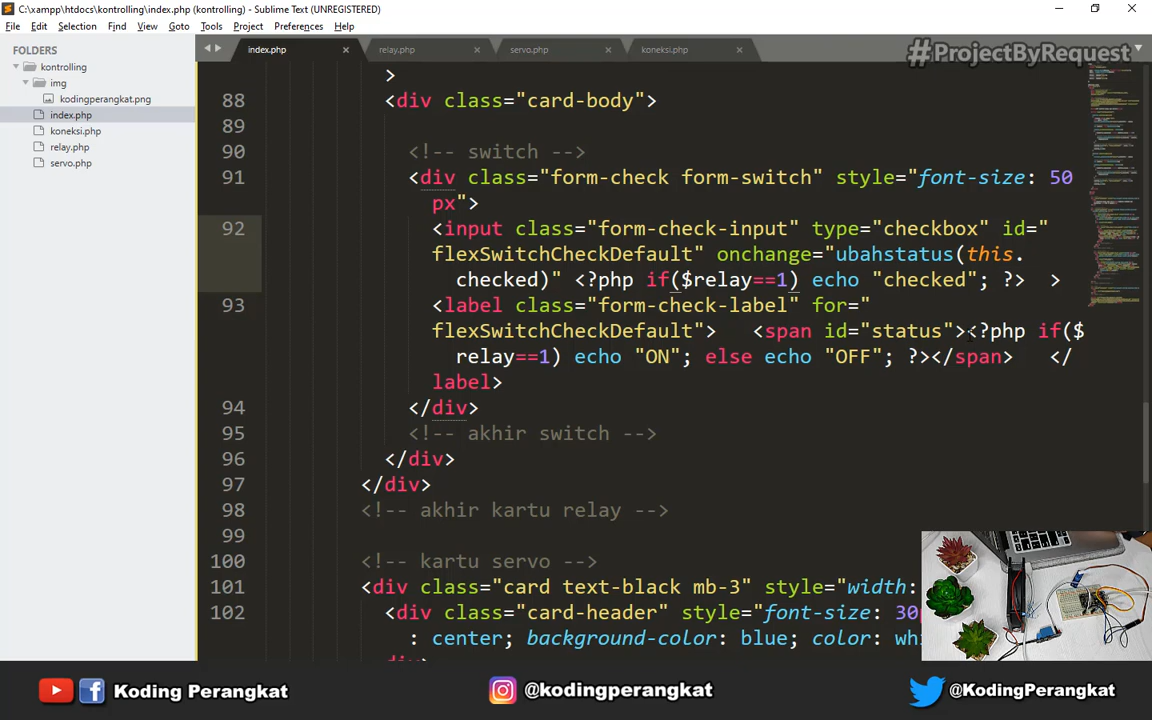 C:\xampp\htdocs\kontrolling\index.php (kontrolling) - Sublime Text (UNREGISTERED)
File Edit Selection Find View Goto Tools Project Preferences Help
FOLDERS
kontrolling
img
kodingperangkat.png
index.php
koneksi.php
relay.php
servo.php
index.php × relay.php × servo.php × koneksi.php ×
#ProjectByRequest
>
88 <div class="card-body">
89
90 <!-- switch -->
91 <div class="form-check form-switch" style="font-size: 50
px">
92 <input class="form-check-input" type="checkbox" id="
flexSwitchCheckDefault" onchange="ubahstatus(this.
checked)" <?php if($relay==1) echo "checked"; ?> >
93 <label class="form-check-label" for="
flexSwitchCheckDefault"> <span id="status"><?php if($
relay==1) echo "ON"; else echo "OFF"; ?></span> </
label>
94 </div>
95 <!-- akhir switch -->
96 </div>
97 </div>
98 <!-- akhir kartu relay -->
99
100 <!-- kartu servo -->
101 <div class="card text-black mb-3" style="width:
102 <div class="card-header" style="font-size: 30
: center; background-color: blue; color: wh
Koding Perangkat
@kodingperangkat
@KodingPerangkat